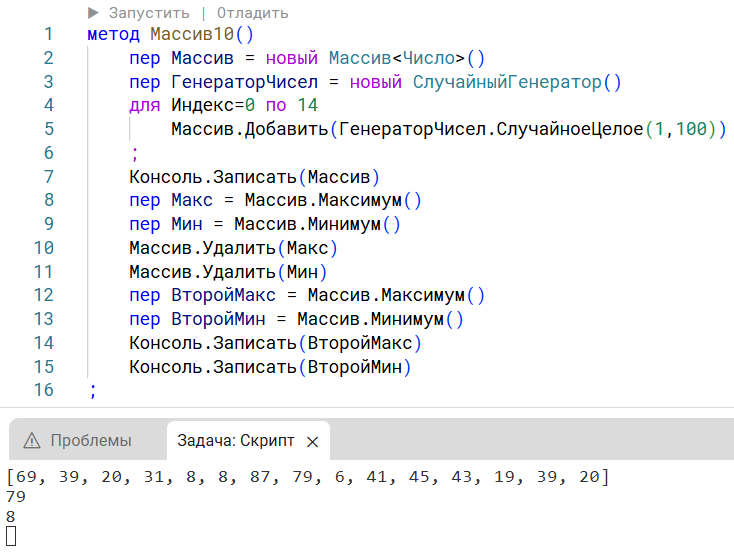 ▶ Запустить | Отладить
1 метод Массив10()
2 пер Массив = новый Массив<Число>()
3 пер ГенераторЧисел = новый СлучайныйГенератор()
4 для Индекс=0 по 14
5 Массив.Добавить(ГенераторЧисел.СлучайноеЦелое(1,100))
6 ;
7 Консоль.Записать(Массив)
8 пер Макс = Массив.Максимум()
9 пер Мин = Массив.Минимум()
10 Массив.Удалить(Макс)
11 Массив.Удалить(Мин)
12 пер ВторойМакс = Массив.Максимум()
13 пер ВторойМин = Массив.Минимум()
14 Консоль.Записать(ВторойМакс)
15 Консоль.Записать(ВторойМин)
16 ;
Проблемы Задача: Скрипт ×
[69, 39, 20, 31, 8, 8, 87, 79, 6, 41, 45, 43, 19, 39, 20]
79
8